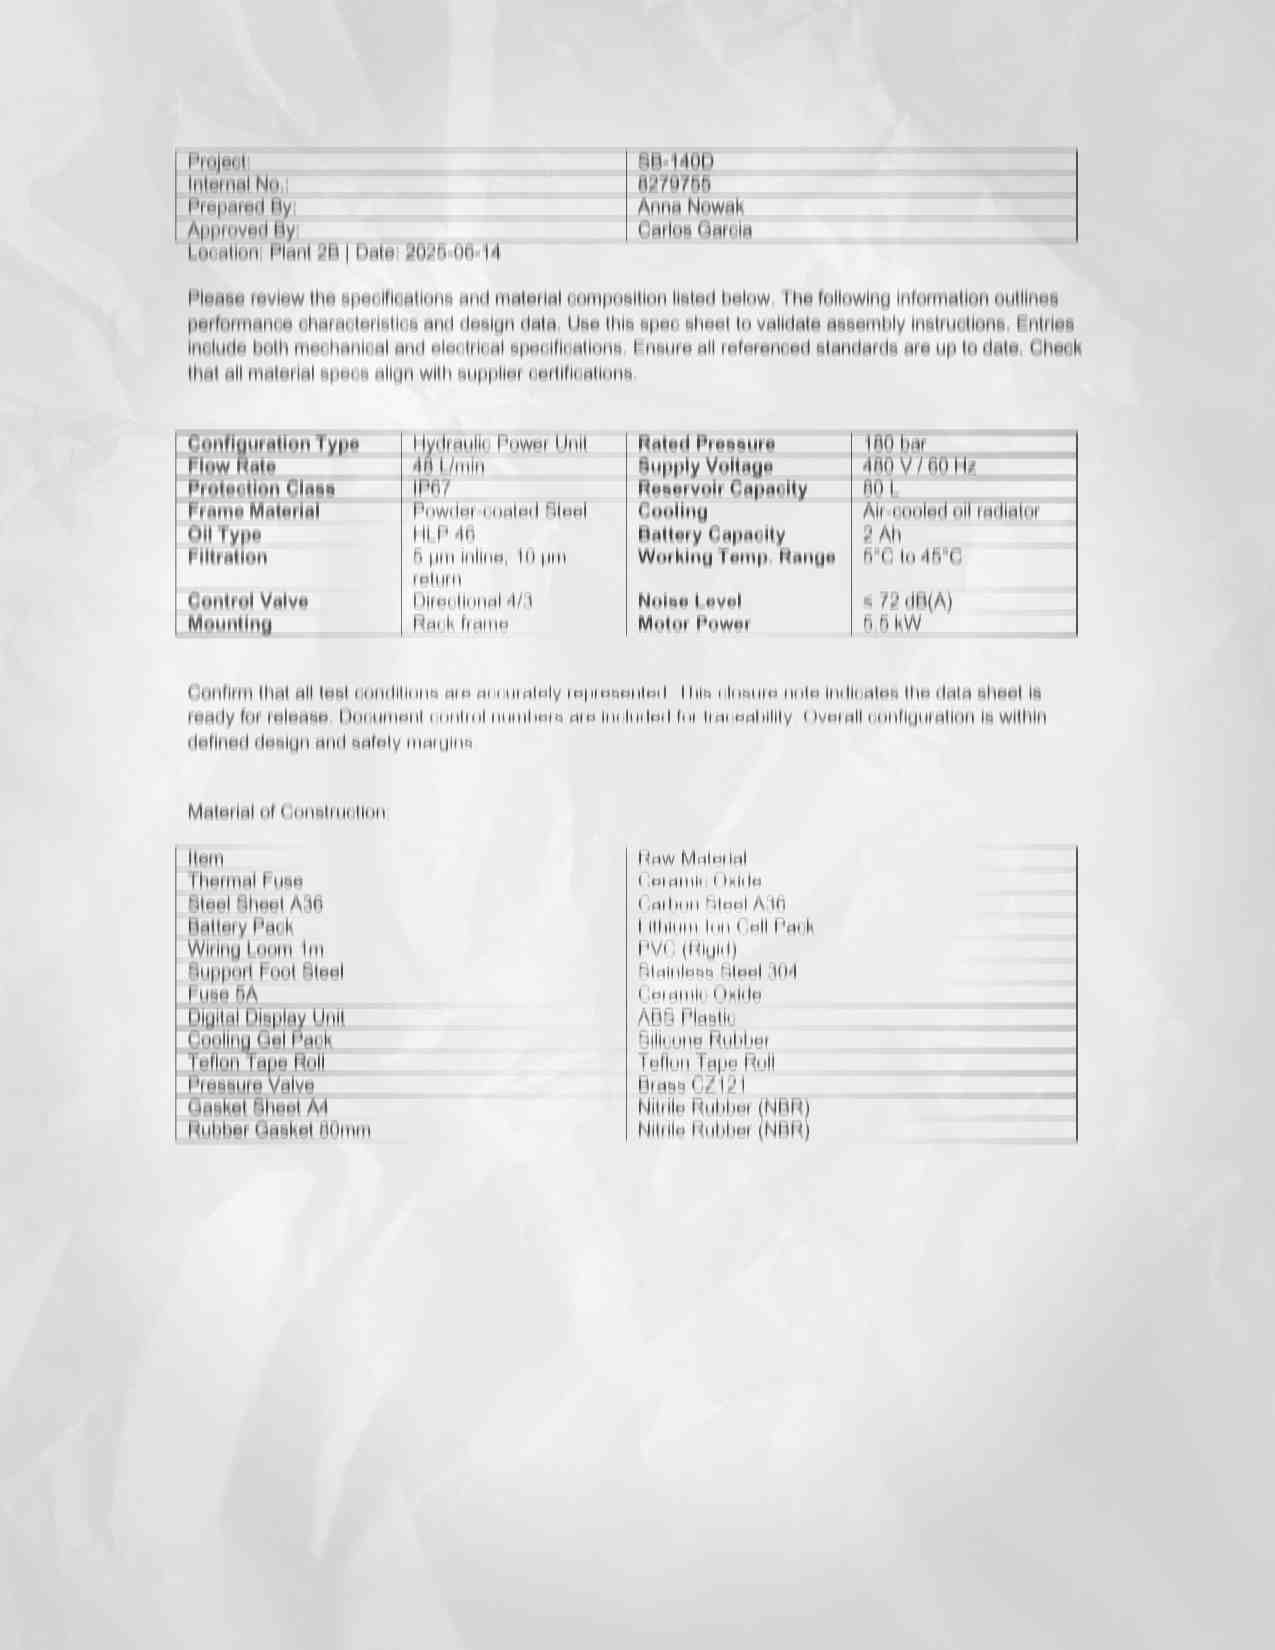 Project: SB-140D
Internal No.:
Prepared By: Anna Nowak
Approved By: Carlos Garcia
Location: Plant 2B | Date: 2025-06-14
Please review the specifications and material composition listed below. The following information outlines
performance characteristics and design data. Use this spec sheet to validate assembly instructions. Entries
include both mechanical and electrical specifications. Ensure all referenced standards are up to date. Check
that all material specs align with supplier certifications.
Configuration Type Hydraulic Power Unit Rated Pressure 180 bar
Flow Rate L/min Supply Voltage 480 V / 60 Hz
Protection Class IP67 Reservoir Capacity L
Frame Material Powder-coated Steel Cooling Air-cooled oil radiator
Oil Type HLP 46 Battery Capacity 2 Ah
Filtration 5 µm inline, 10 µm Working Temp. Range 5°C to 45°C
return
Control Valve Directional 4/3 Noise Level ≤ 72 dB(A)
Mounting Rack frame Motor Power 5.5 kW
Confirm that all test conditions are accurately represented. This closure note indicates the data sheet is
ready for release. Document control numbers are included for traceability. Overall configuration is within
defined design and safety margins.
Material of Construction:
Item Raw Material
Thermal Fuse Ceramic Oxide
Steel Sheet A36 Carbon Steel A36
Battery Pack Lithium-Ion Cell Pack
Wiring Loom 1m PVC (Rigid)
Support Foot Steel Stainless Steel 304
Fuse 5A Ceramic Oxide
Digital Display Unit ABS Plastic
Cooling Gel Pack Silicone Rubber
Teflon Tape Roll Teflon Tape Roll
Pressure Valve Brass CZ121
Gasket Sheet A4 Nitrile Rubber (NBR)
Rubber Gasket Nitrile Rubber (NBR)